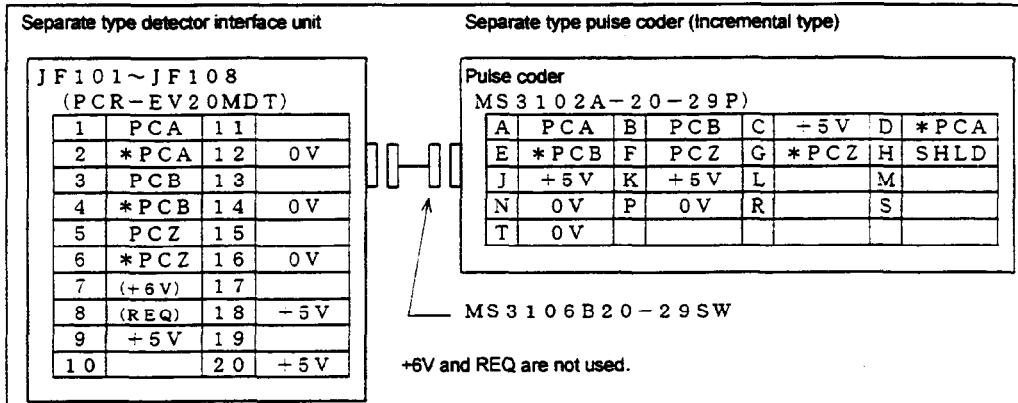 Separate type detector interface unit
Separate type pulse coder (Incremental type)
JF101~JF108
(PCR-EV20MDT)
1 PCA 11
2 *PCA 12 0V
3 PCB 13
4 *PCB 14 0V
5 PCZ 15
6 *PCZ 16 0V
7 (+6V) 17
8 (REQ) 18 +5V
9 +5V 19
10 20 +5V
Pulse coder
MS3102A-20-29P)
A PCA B PCB C +5V D *PCA
E *PCB F PCZ G *PCZ H SHLD
J +5V K +5V L M
N 0V P 0V R S
T 0V
MS3106B20-29SW
+6V and REQ are not used.